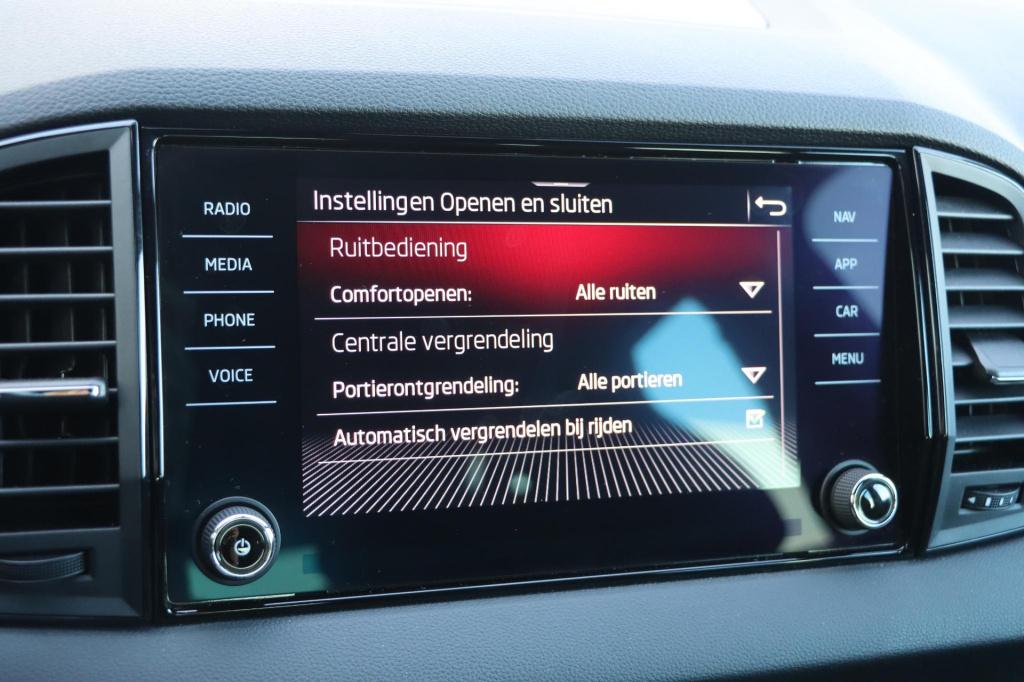 RADIO
MEDIA
PHONE
VOICE
Instellingen Openen en sluiten
Ruitbediening
Comfortopenen: Alle ruiten
Centrale vergrendeling
Portierontgrendeling: Alle portieren
Automatisch vergrendelen bij rijden
NAV
APP
CAR
MENU